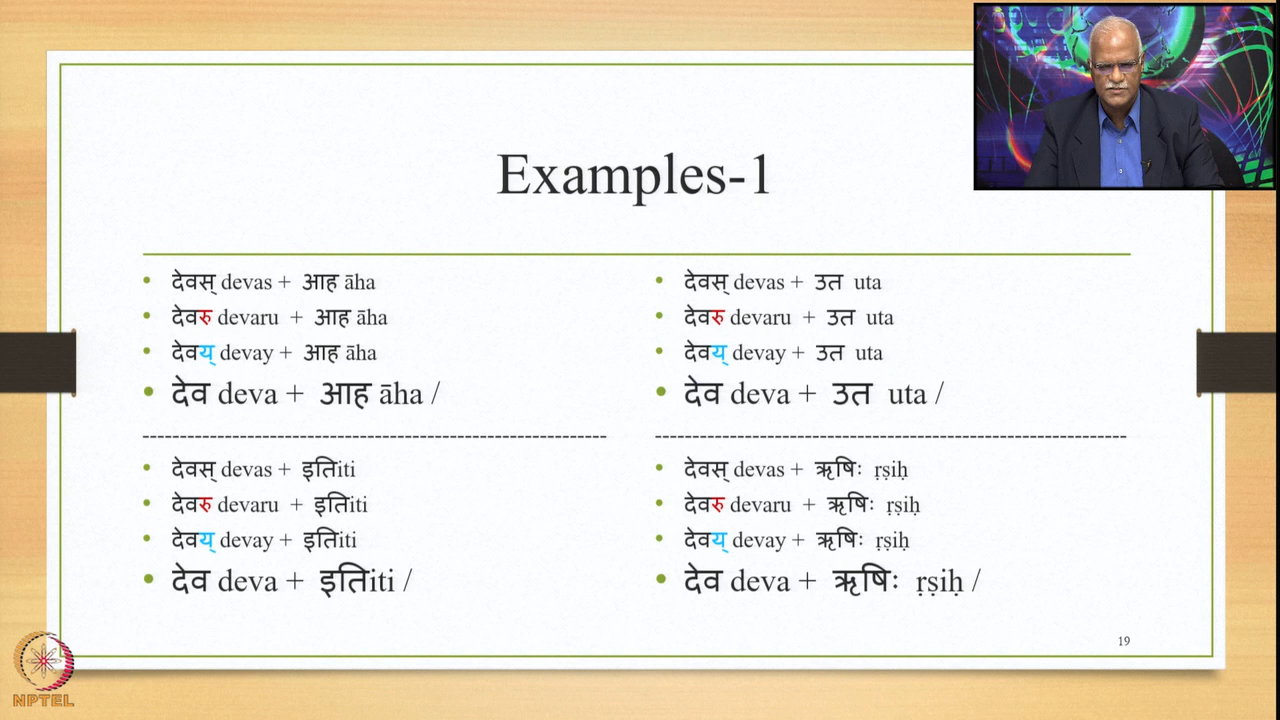 Examples-1
• देवस् devas + आह āha
• देवरु devaru + आह āha
• देवय् devay + आह āha
• देव deva + आह āha /
--------------------------------------------------------------
• देवस् devas + इतिiti
• देवरु devaru + इतिiti
• देवय् devay + इतिiti
• देव deva + इतिiti /
• देवस् devas + उत uta
• देवरु devaru + उत uta
• देवय् devay + उत uta
• देव deva + उत uta /
---------------------------------------------------------------
• देवस् devas + ऋषिः ṛṣiḥ
• देवरु devaru + ऋषिः ṛṣiḥ
• देवय् devay + ऋषिः ṛṣiḥ
• देव deva + ऋषिः ṛṣiḥ /
19
NPTEL